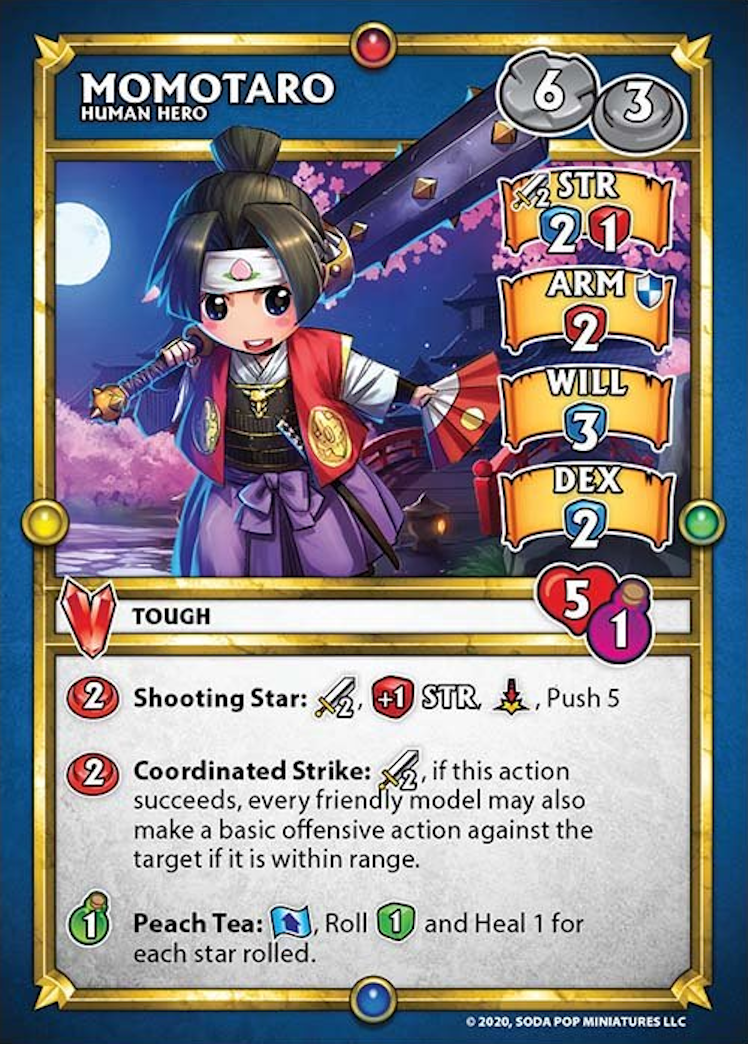 MOMOTARO
HUMAN HERO
6 3
2 STR
2 1
ARM
2
WILL
3
DEX
2
5
1
TOUGH
2 Shooting Star: 2, +1 STR, , Push 5
2 Coordinated Strike: 2, if this action
succeeds, every friendly model may also
make a basic offensive action against the
target if it is within range.
1 Peach Tea: , Roll 1 and Heal 1 for
each star rolled.
© 2020, SODA POP MINIATURES LLC